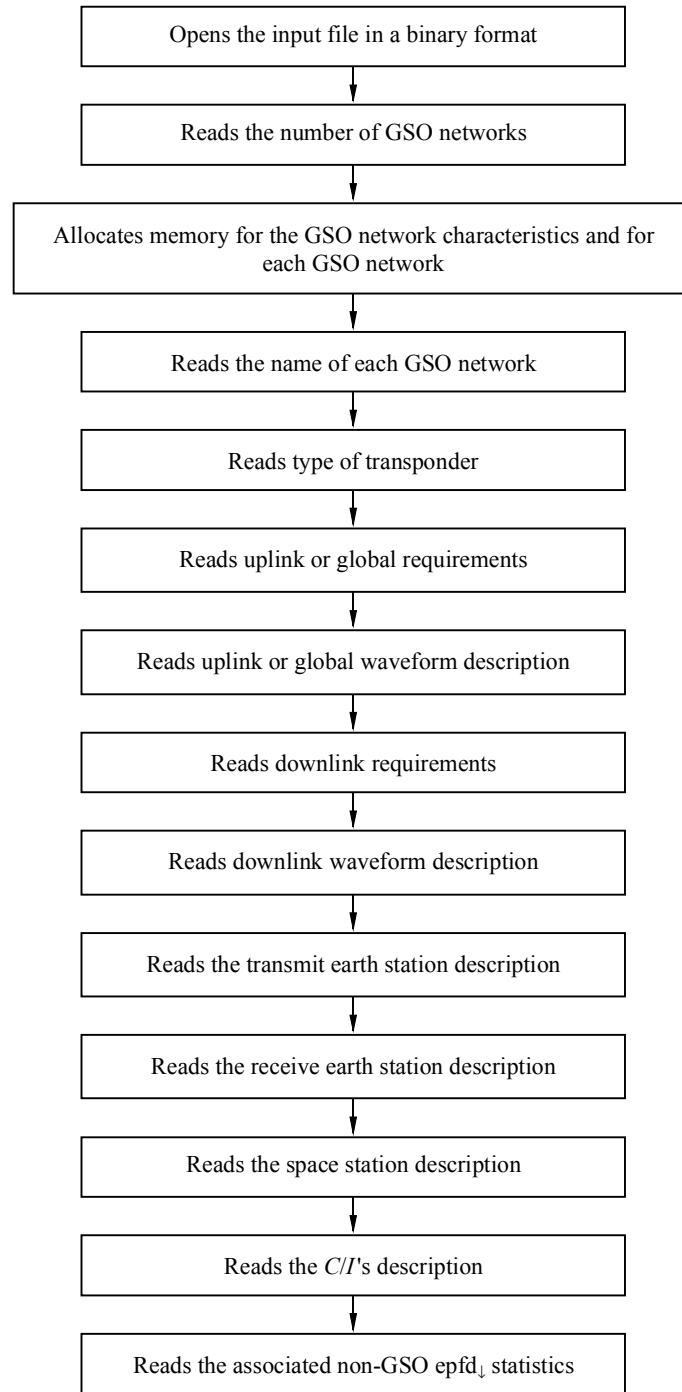 Opens the input file in a binary format
Reads the number of GSO networks
Allocates memory for the GSO network characteristics and for
each GSO network
Reads the name of each GSO network
Reads type of transponder
Reads uplink or global requirements
Reads uplink or global waveform description
Reads downlink requirements
Reads downlink waveform description
Reads the transmit earth station description
Reads the receive earth station description
Reads the space station description
Reads the C/I's description
Reads the associated non-GSO epfd↓ statistics